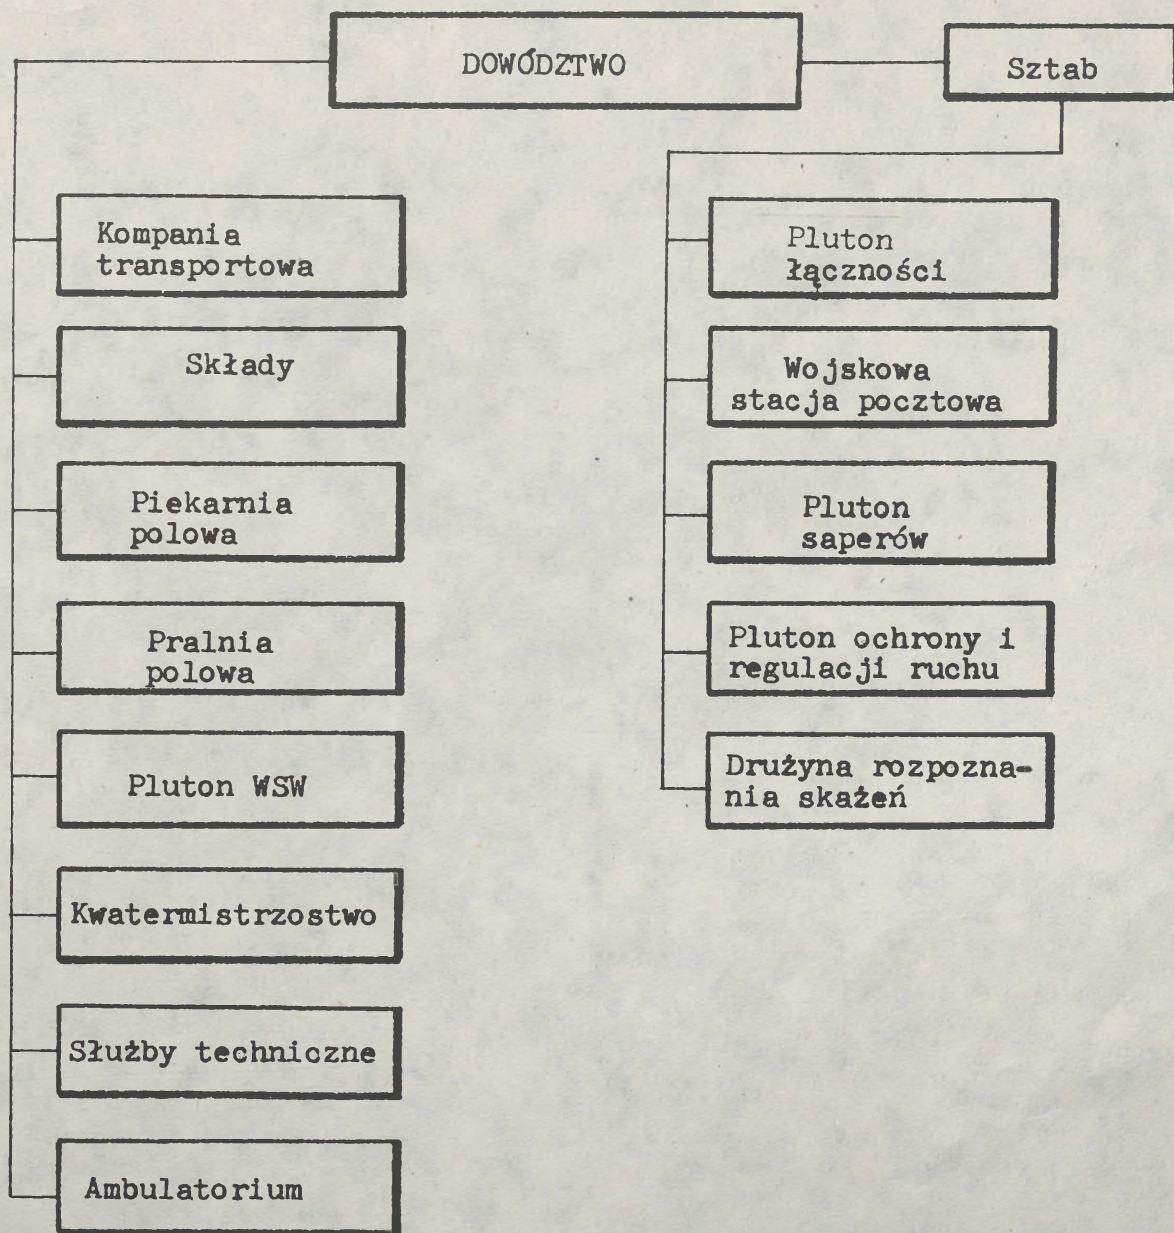 DOWÓDZTWO
Sztab
Kompania
transportowa
Składy
Piekarnia
polowa
Pralnia
polowa
Pluton WSW
Kwatermistrzostwo
Służby techniczne
Ambulatorium
Pluton
łączności
Wojskowa
stacja pocztowa
Pluton
saperów
Pluton ochrony i
regulacji ruchu
Drużyna rozpozna-
nia skażeń